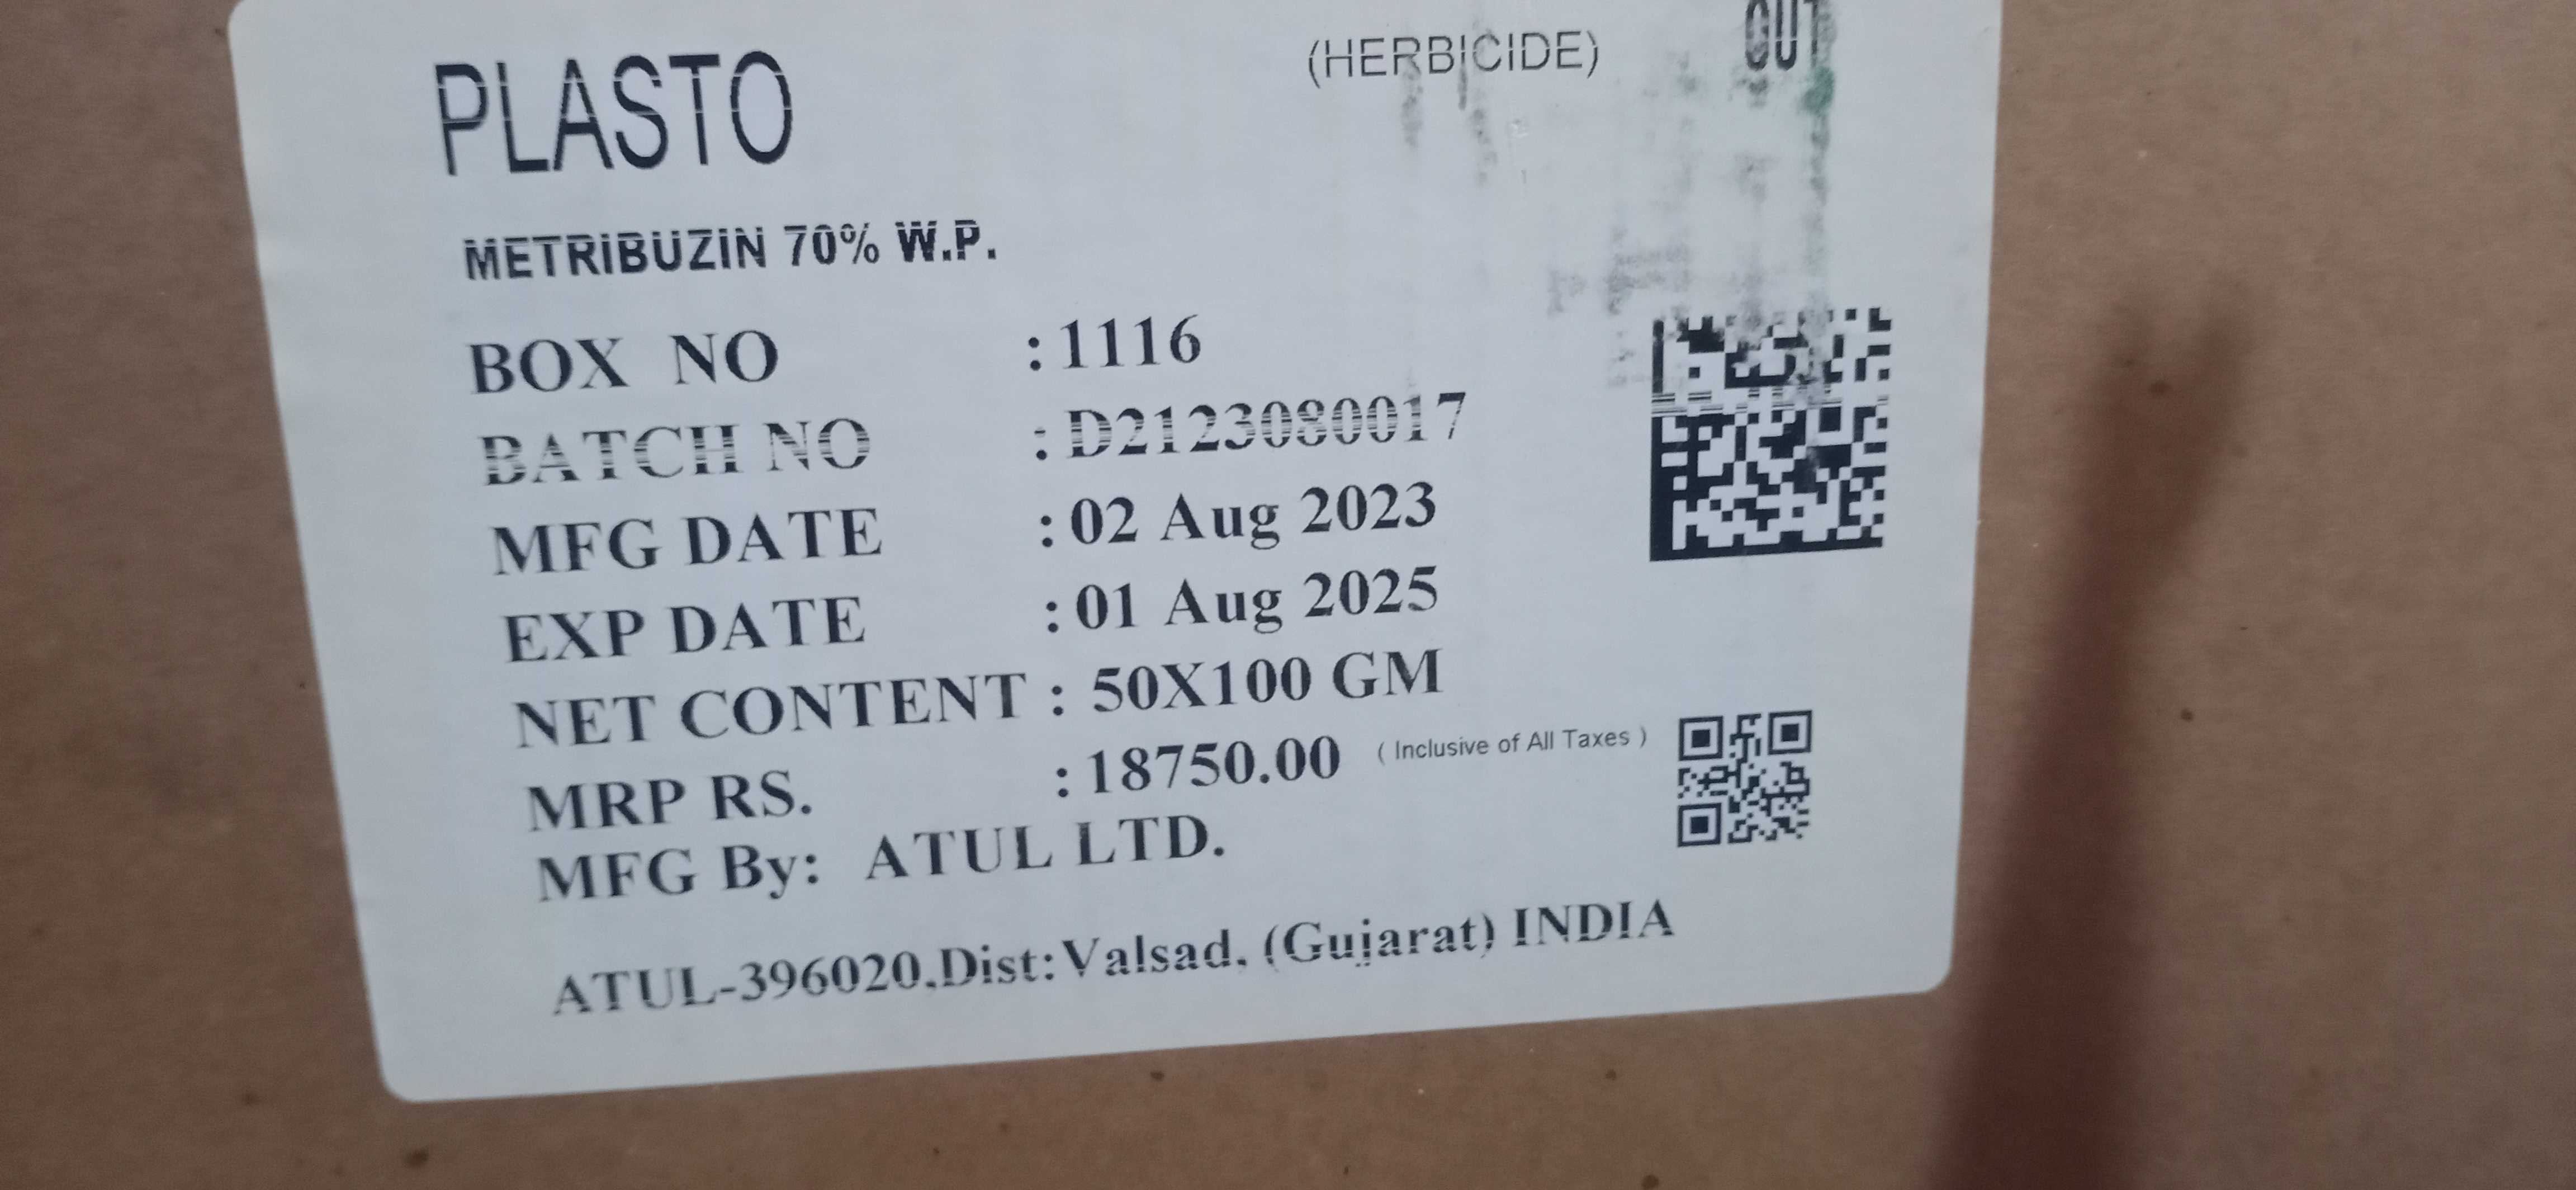 PLASTO (HERBICIDE) OUT
METRIBUZIN 70% W.P.
BOX NO : 1116
BATCH NO : D2123080017
MFG DATE : 02 Aug 2023
EXP DATE : 01 Aug 2025
NET CONTENT : 50X100 GM
MRP RS. : 18750.00 ( Inclusive of All Taxes )
MFG By: ATUL LTD.
ATUL-396020,Dist:Valsad, (Gujarat) INDIA